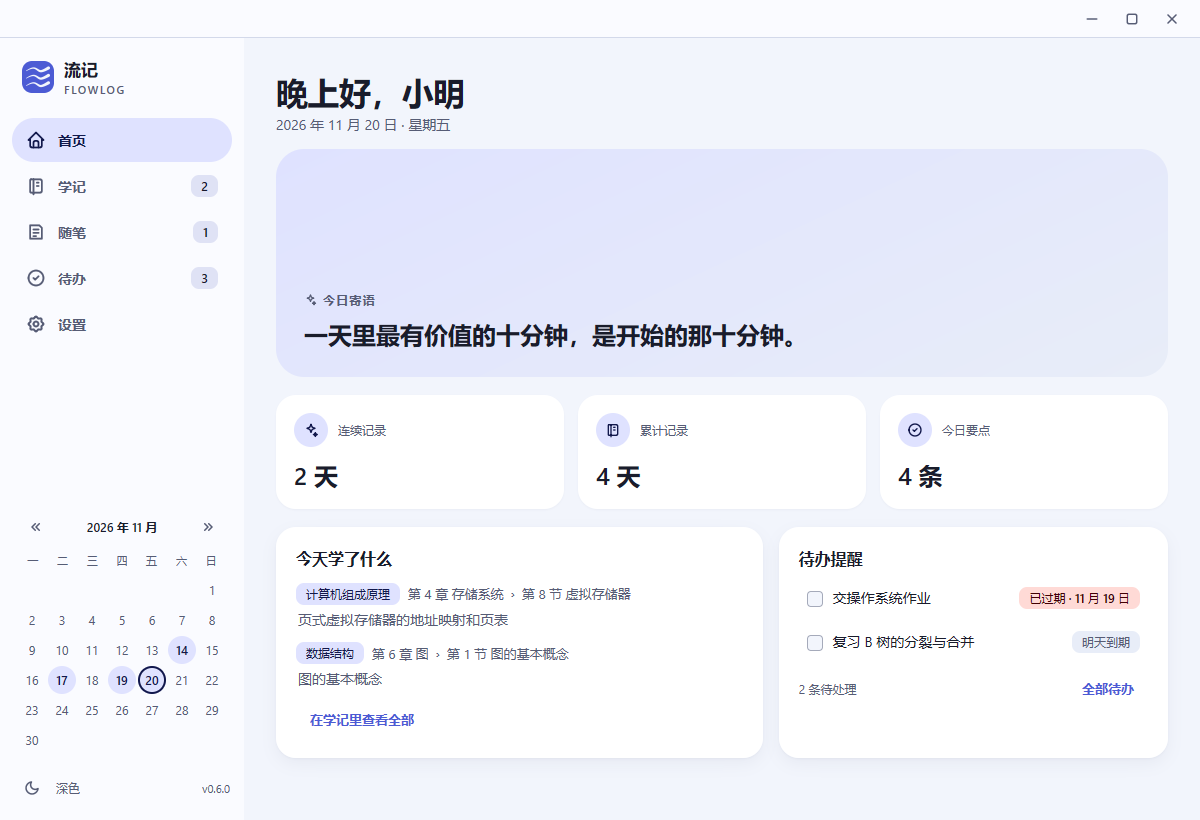 流记
FLOWLOG
首页
学记 2
随笔 1
待办 3
设置
« 2026 年 11 月 »
一 二 三 四 五 六 日
1
2 3 4 5 6 7 8
9 10 11 12 13 14 15
16 17 18 19 20 21 22
23 24 25 26 27 28 29
30
深色 v0.6.0
晚上好，小明
2026 年 11 月 20 日 · 星期五
今日寄语
一天里最有价值的十分钟，是开始的那十分钟。
连续记录
2 天
累计记录
4 天
今日要点
4 条
今天学了什么
计算机组成原理 第 4 章 存储系统 › 第 8 节 虚拟存储器
页式虚拟存储器的地址映射和页表
数据结构 第 6 章 图 › 第 1 节 图的基本概念
图的基本概念
在学记里查看全部
待办提醒
交操作系统作业 已过期 · 11 月 19 日
复习 B 树的分裂与合并 明天到期
2 条待处理 全部待办